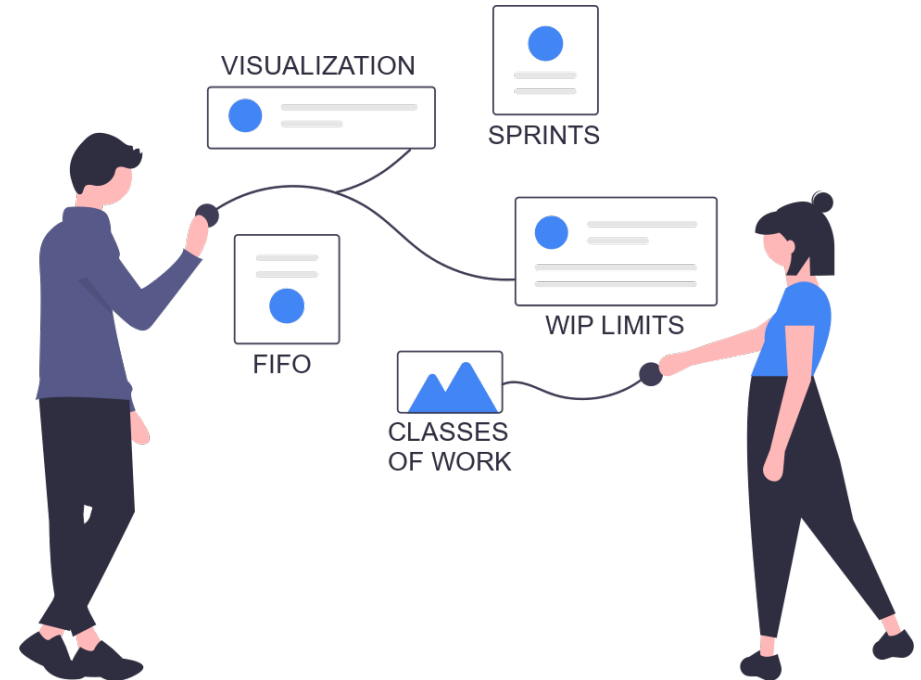 VISUALIZATION
SPRINTS
WIP LIMITS
FIFO
CLASSES
OF WORK